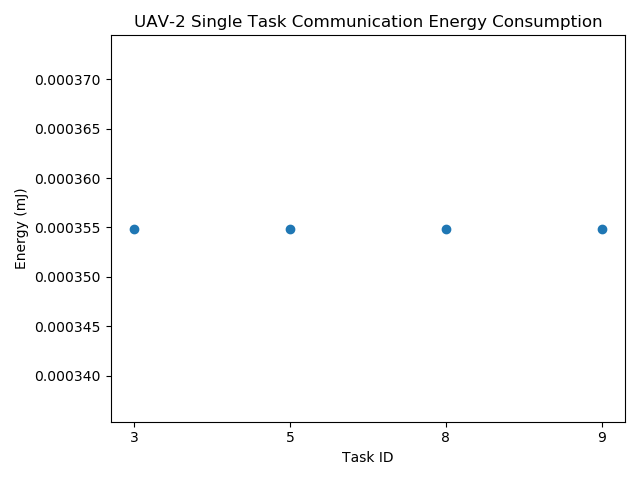 UAV-2 Single Task Communication Energy Consumption
0.000370
0.000365
0.000360
0.000355
0.000350
0.000345
0.000340
Energy (mJ)
3 5 8 9
Task ID